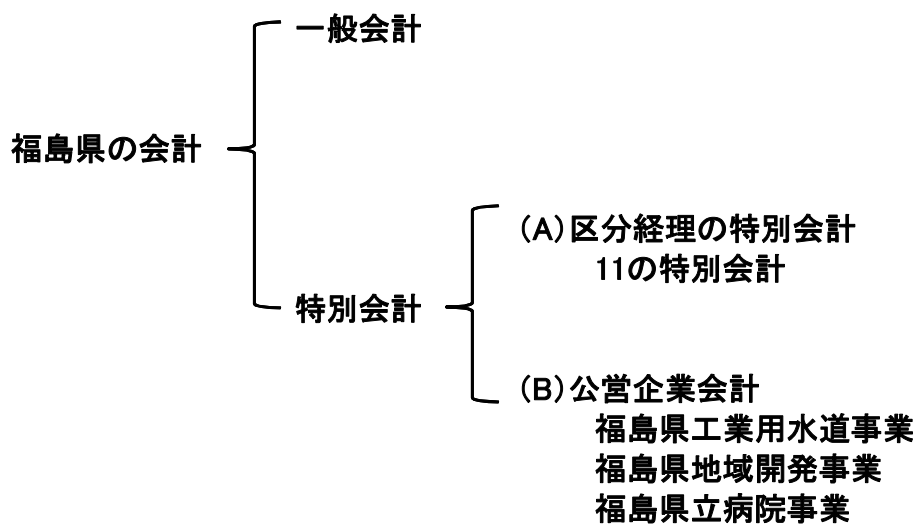 一般会計
福島県の会計
(A)区分経理の特別会計
11の特別会計
特別会計
(B)公営企業会計
福島県工業用水道事業
福島県地域開発事業
福島県立病院事業